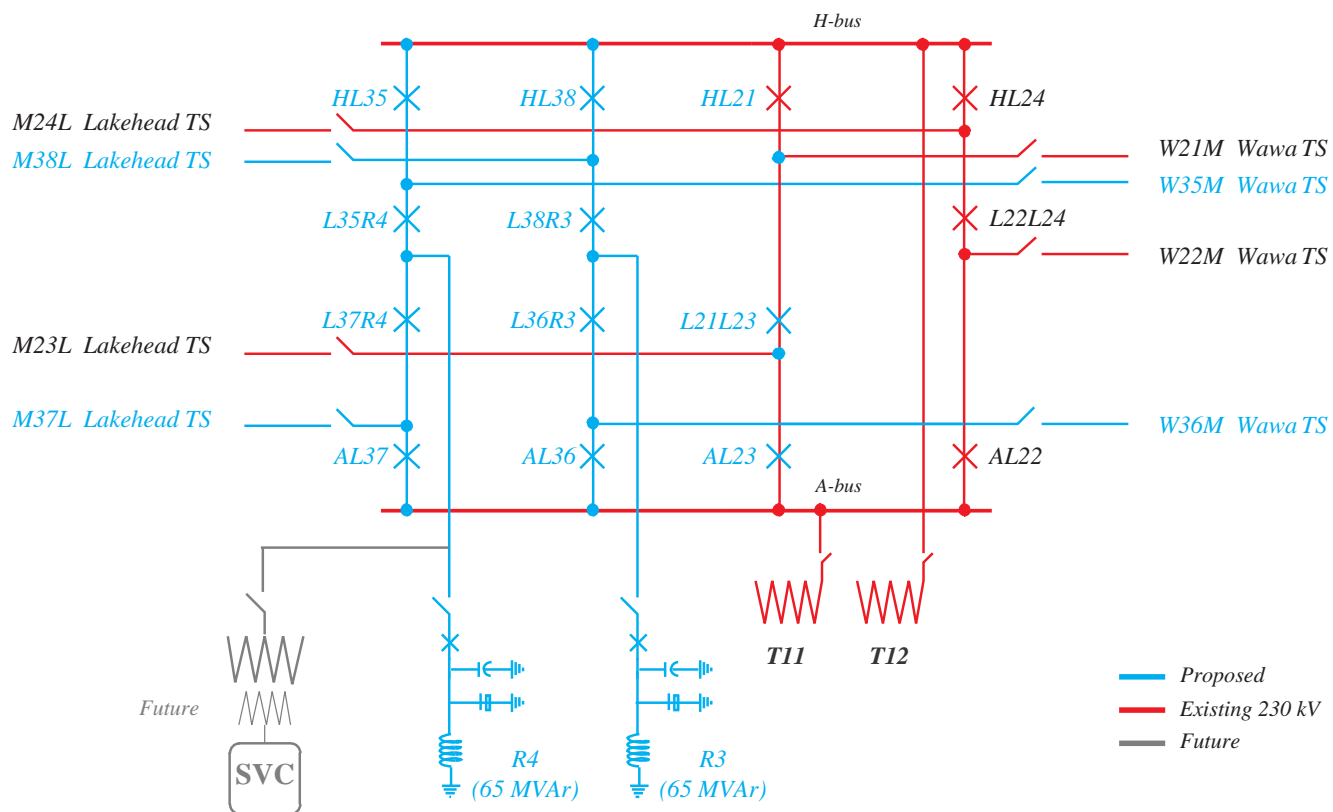 H-bus
HL35
HL38
HL21
HL24
M24L Lakehead TS
M38L Lakehead TS
W21M Wawa TS
W35M Wawa TS
L35R4
L38R3
L22L24
W22M Wawa TS
L37R4
L36R3
L21L23
M23L Lakehead TS
M37L Lakehead TS
W36M Wawa TS
AL37
AL36
AL23
AL22
A-bus
T11
T12
Future
SVC
R4
(65 MVAr)
R3
(65 MVAr)
Proposed
Existing 230 kV
Future